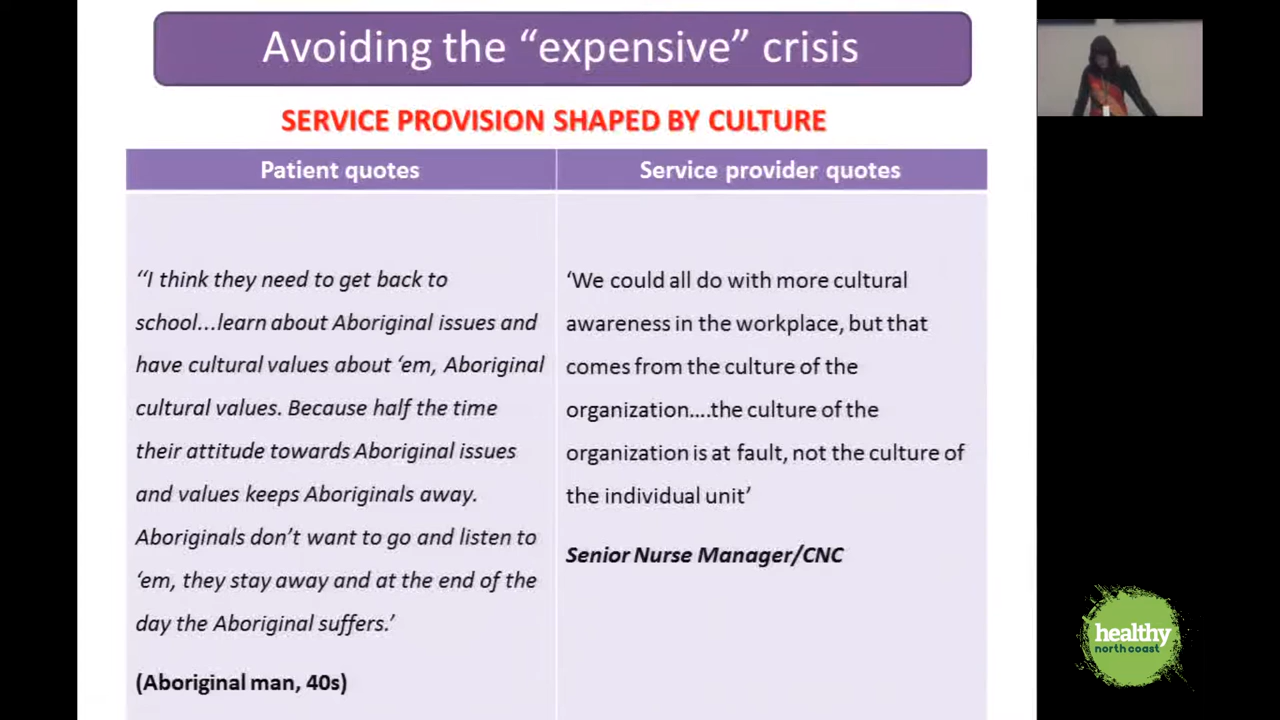 Avoiding the “expensive” crisis
SERVICE PROVISION SHAPED BY CULTURE
Patient quotes
Service provider quotes
“I think they need to get back to
school...learn about Aboriginal issues and
have cultural values about ‘em, Aboriginal
cultural values. Because half the time
their attitude towards Aboriginal issues
and values keeps Aboriginals away.
Aboriginals don’t want to go and listen to
‘em, they stay away and at the end of the
day the Aboriginal suffers.’
(Aboriginal man, 40s)
‘We could all do with more cultural
awareness in the workplace, but that
comes from the culture of the
organization....the culture of the
organization is at fault, not the culture of
the individual unit’
Senior Nurse Manager/CNC
healthy
north coast